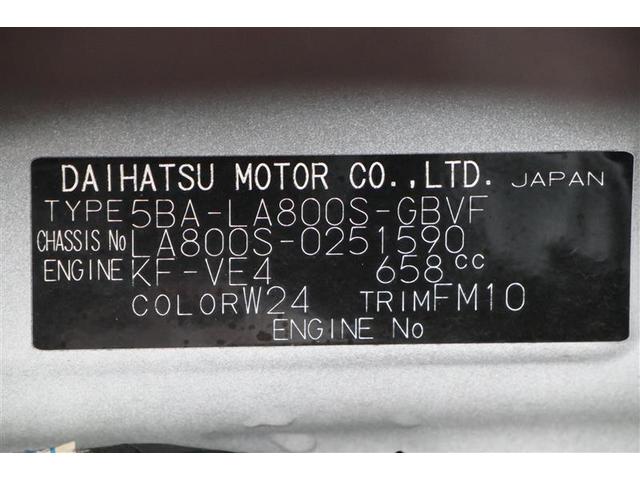 DAIHATSU MOTOR CO.,LTD. JAPAN
TYPE 5BA-LA800S-GBVF
CHASSIS No LA800S-0251590
ENGINE KF-VE4 658cc
COLOR W24 TRIM FM10
ENGINE No